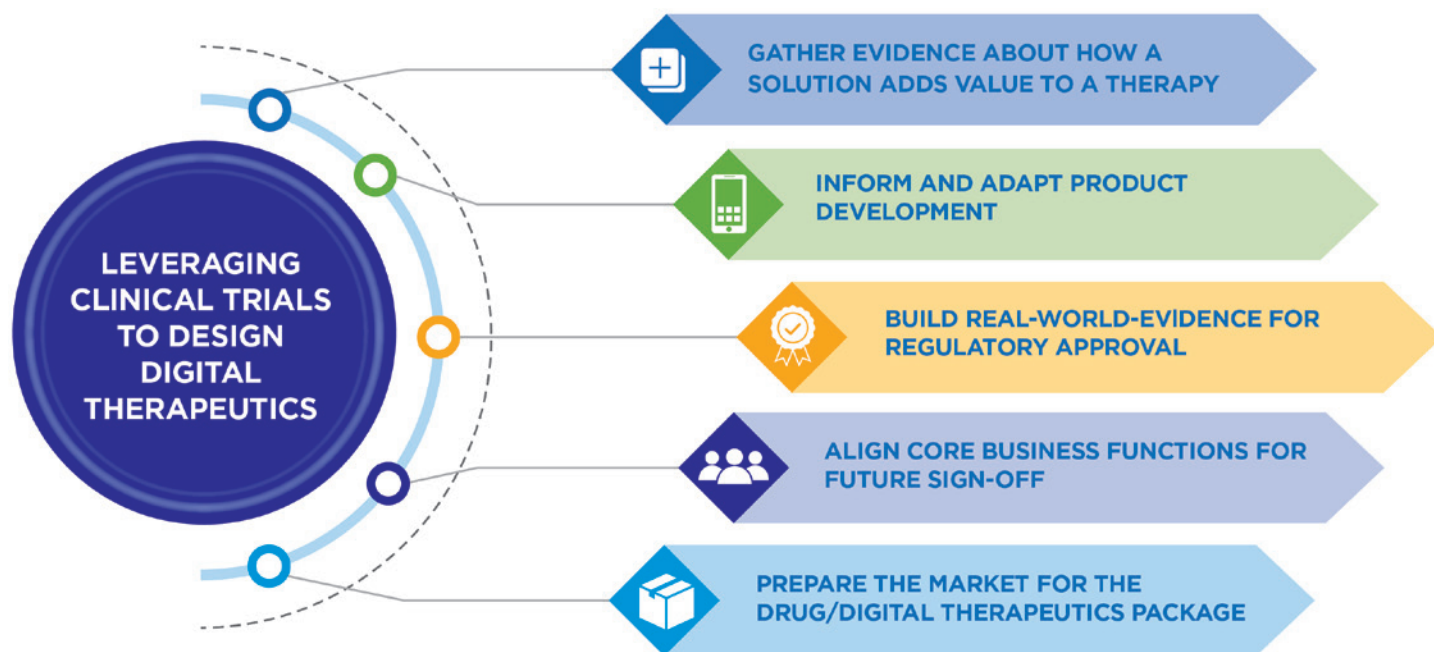 LEVERAGING
CLINICAL TRIALS
TO DESIGN
DIGITAL
THERAPEUTICS
GATHER EVIDENCE ABOUT HOW A
SOLUTION ADDS VALUE TO A THERAPY
INFORM AND ADAPT PRODUCT
DEVELOPMENT
BUILD REAL-WORLD-EVIDENCE FOR
REGULATORY APPROVAL
ALIGN CORE BUSINESS FUNCTIONS FOR
FUTURE SIGN-OFF
PREPARE THE MARKET FOR THE
DRUG/DIGITAL THERAPEUTICS PACKAGE